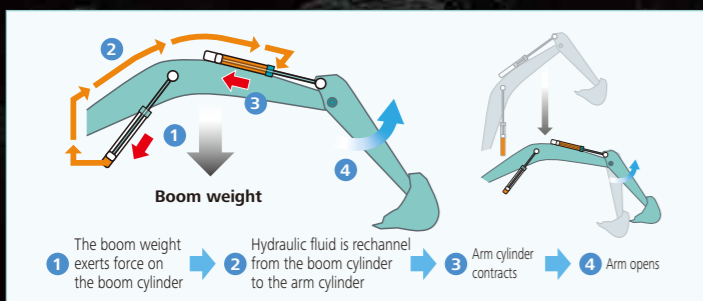 2
3
1
4
Boom weight
1 The boom weight
exerts force on
the boom cylinder
2 Hydraulic fluid is rechannel
from the boom cylinder
to the arm cylinder
3 Arm cylinder
contracts
4 Arm opens